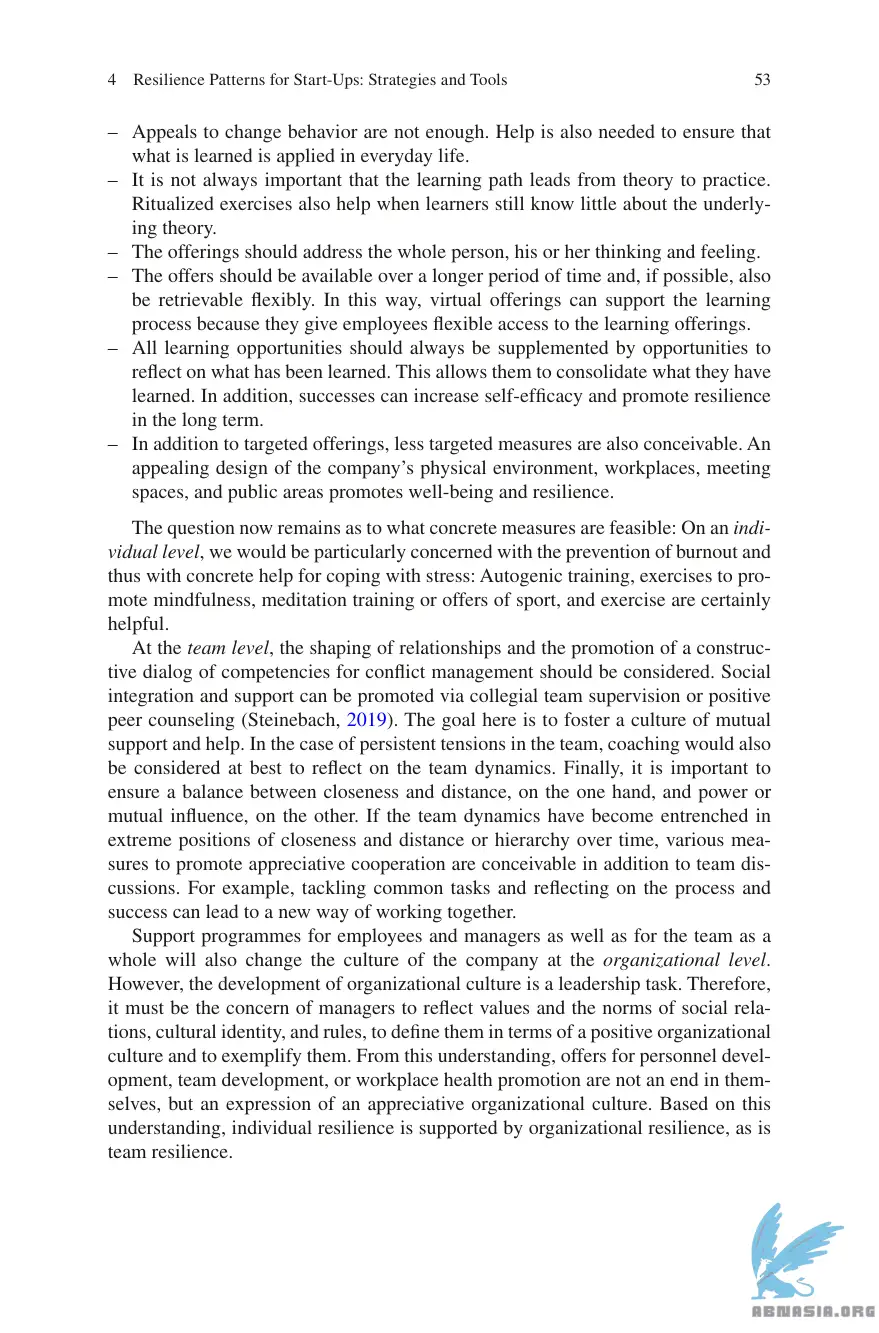 4 Resilience Patterns for Start-Ups: Strategies and Tools 53
– Appeals to change behavior are not enough. Help is also needed to ensure that
what is learned is applied in everyday life.
– It is not always important that the learning path leads from theory to practice.
Ritualized exercises also help when learners still know little about the underly-
ing theory.
– The offerings should address the whole person, his or her thinking and feeling.
– The offers should be available over a longer period of time and, if possible, also
be retrievable flexibly. In this way, virtual offerings can support the learning
process because they give employees flexible access to the learning offerings.
– All learning opportunities should always be supplemented by opportunities to
reflect on what has been learned. This allows them to consolidate what they have
learned. In addition, successes can increase self-efficacy and promote resilience
in the long term.
– In addition to targeted offerings, less targeted measures are also conceivable. An
appealing design of the company’s physical environment, workplaces, meeting
spaces, and public areas promotes well-being and resilience.
The question now remains as to what concrete measures are feasible: On an indi-
vidual level, we would be particularly concerned with the prevention of burnout and
thus with concrete help for coping with stress: Autogenic training, exercises to pro-
mote mindfulness, meditation training or offers of sport, and exercise are certainly
helpful.
At the team level, the shaping of relationships and the promotion of a construc-
tive dialog of competencies for conflict management should be considered. Social
integration and support can be promoted via collegial team supervision or positive
peer counseling (Steinebach, 2019). The goal here is to foster a culture of mutual
support and help. In the case of persistent tensions in the team, coaching would also
be considered at best to reflect on the team dynamics. Finally, it is important to
ensure a balance between closeness and distance, on the one hand, and power or
mutual influence, on the other. If the team dynamics have become entrenched in
extreme positions of closeness and distance or hierarchy over time, various mea-
sures to promote appreciative cooperation are conceivable in addition to team dis-
cussions. For example, tackling common tasks and reflecting on the process and
success can lead to a new way of working together.
Support programmes for employees and managers as well as for the team as a
whole will also change the culture of the company at the organizational level.
However, the development of organizational culture is a leadership task. Therefore,
it must be the concern of managers to reflect values and the norms of social rela-
tions, cultural identity, and rules, to define them in terms of a positive organizational
culture and to exemplify them. From this understanding, offers for personnel devel-
opment, team development, or workplace health promotion are not an end in them-
selves, but an expression of an appreciative organizational culture. Based on this
understanding, individual resilience is supported by organizational resilience, as is
team resilience.
ABNASIA.ORG